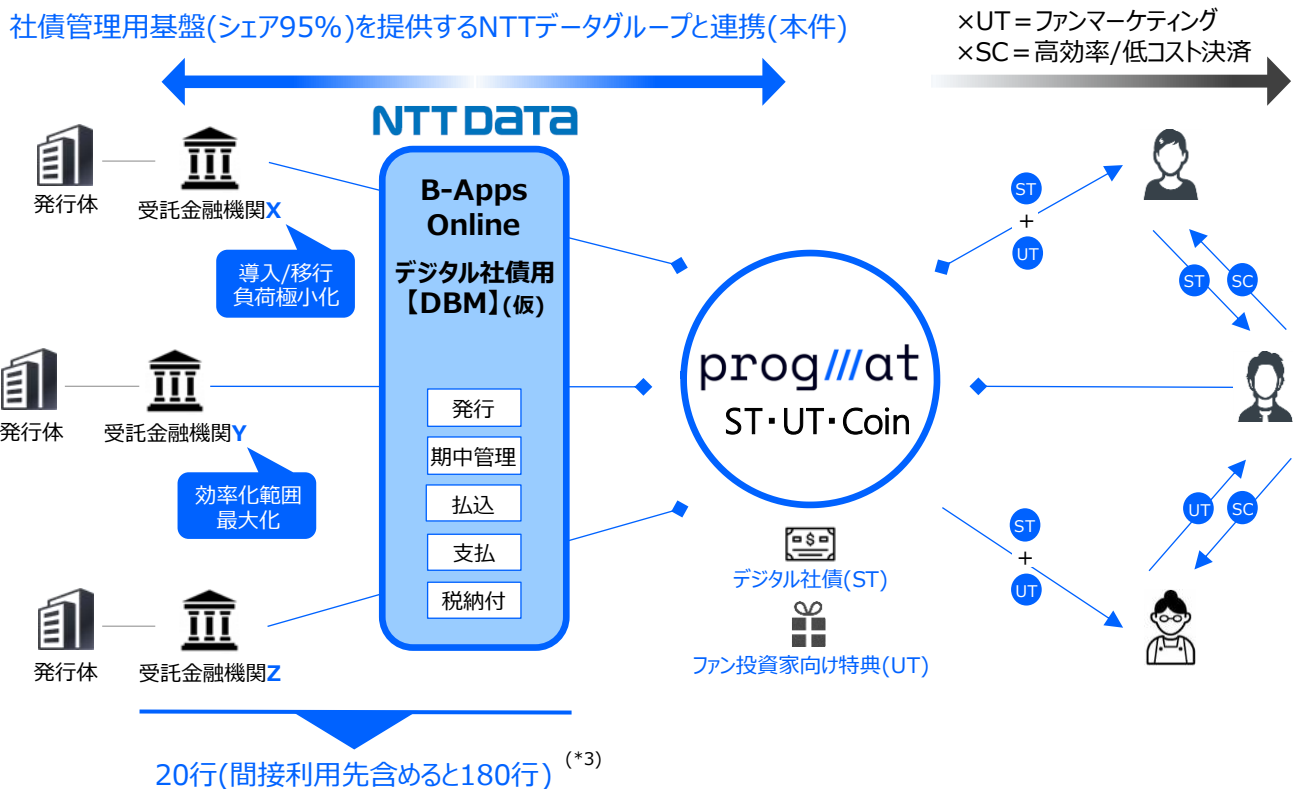 社債管理用基盤(シェア95%)を提供するNTTデータグループと連携(本件)
×UT＝ファンマーケティング
×SC＝高効率/低コスト決済
NTT DATA
発行体
受託金融機関X
導入/移行
負荷極小化
発行体
受託金融機関Y
効率化範囲
最大化
発行体
受託金融機関Z
B-Apps
Online
デジタル社債用
【DBM】(仮)
発行
期中管理
払込
支払
税納付
20行(間接利用先含めると180行)
(*3)
prog///at
ST・UT・Coin
デジタル社債(ST)
ファン投資家向け特典(UT)
ST
+
UT
ST
SC
UT
SC
ST
+
UT